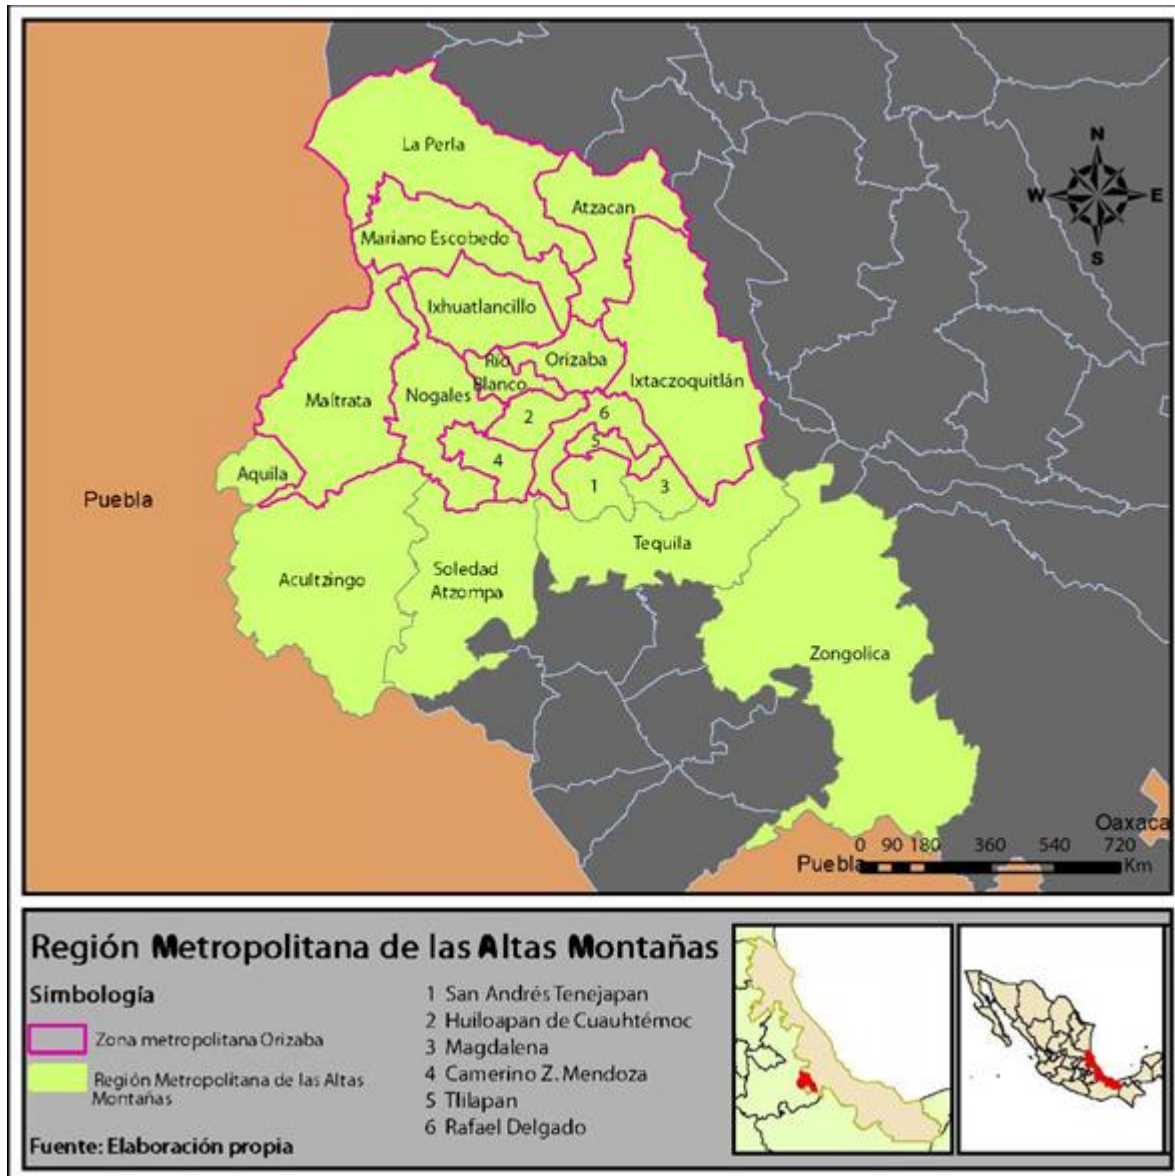 La Perla
N
W
E
S
Atzacan
Mariano Escobedo
Ixhuatlancillo
Río
Blanco
Orizaba
Ixtaczoquitlán
Maltrata
Nogales
2
6
5
4
1
3
Aquila
Puebla
Tequila
Acultzingo
Soledad
Atzompa
Zongolica
Oaxaca
Puebla
0 90 180 360 540 720
Km
Región Metropolitana de las Altas Montañas
Simbología
Zona metropolitana Orizaba
Región Metropolitana de las Altas
Montañas
Fuente: Elaboración propia
1 San Andrés Tenejapan
2 Huiloapan de Cuauhtémoc
3 Magdalena
4 Camerino Z. Mendoza
5 Tlilapan
6 Rafael Delgado